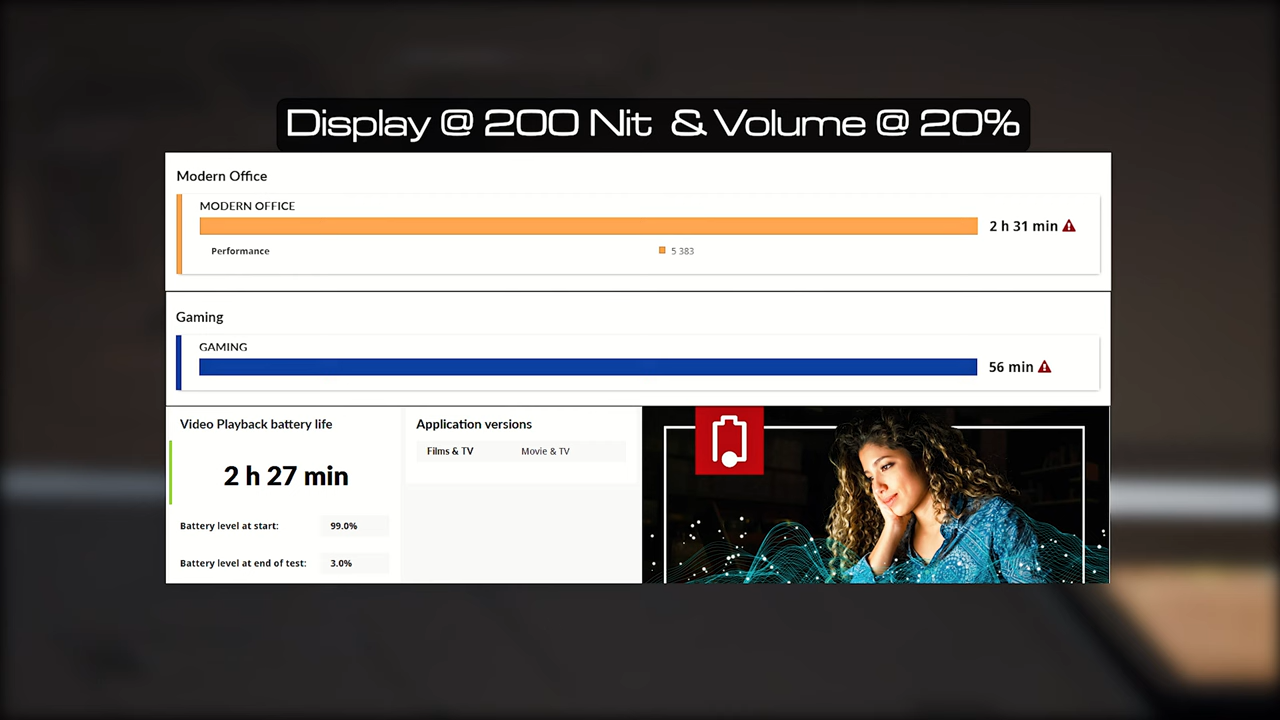 Display @ 200 Nit & Volume @ 20%
Modern Office
MODERN OFFICE
2 h 31 min
Performance 5 383
Gaming
GAMING
56 min
Video Playback battery life
2 h 27 min
Battery level at start: 99.0%
Battery level at end of test: 3.0%
Application versions
Films & TV Movie & TV